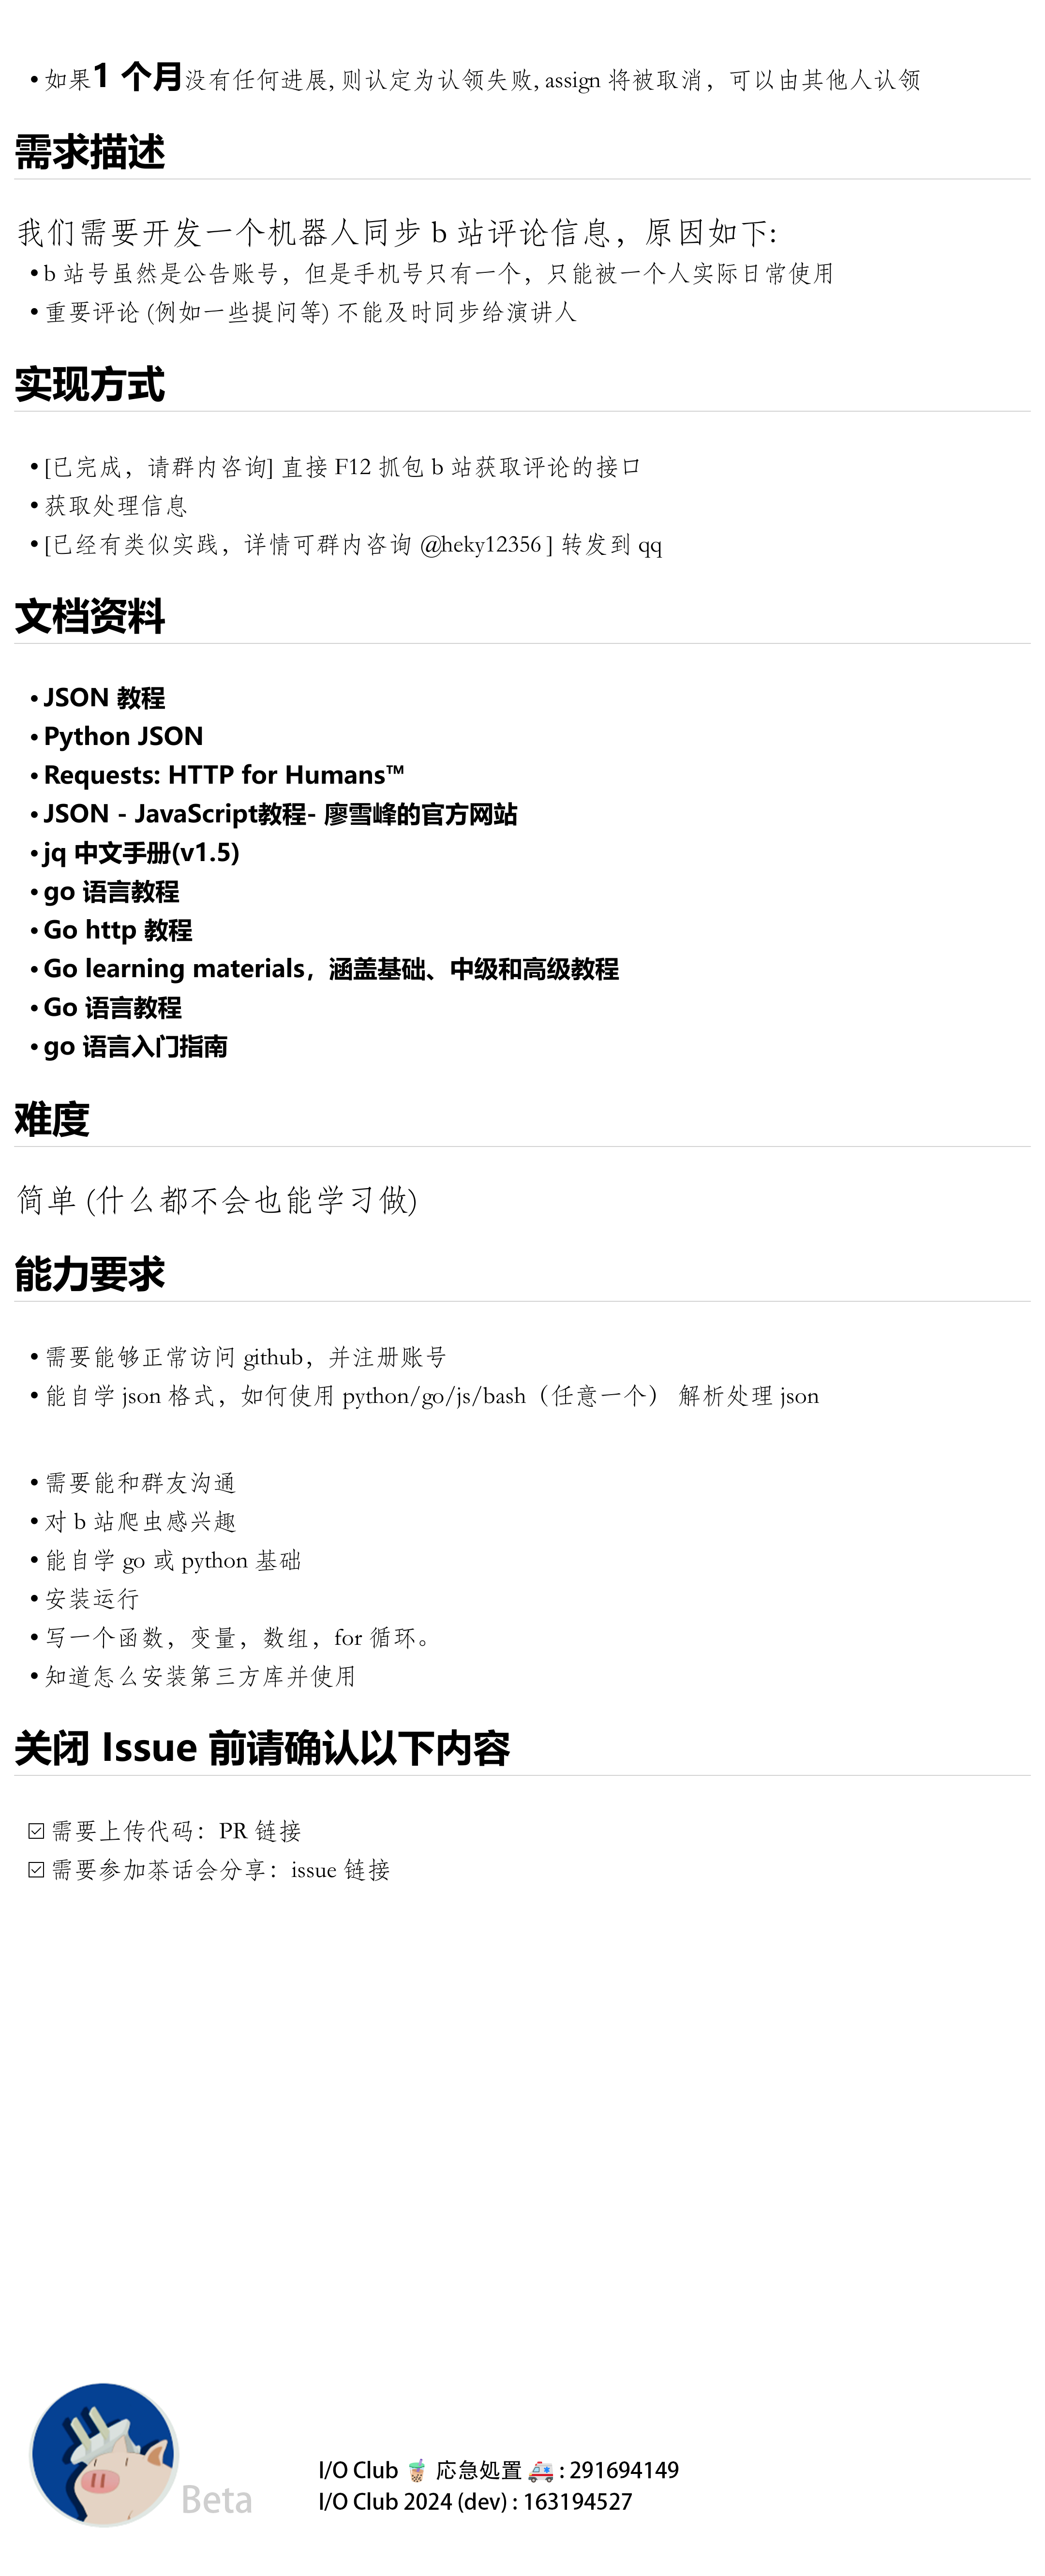 • 如果1 个月没有任何进展, 则认定为认领失败, assign 将被取消，可以由其他人认领
需求描述
我们需要开发一个机器人同步 b 站评论信息，原因如下:
• b 站号虽然是公告账号，但是手机号只有一个，只能被一个人实际日常使用
• 重要评论 (例如一些提问等) 不能及时同步给演讲人
实现方式
• [已完成，请群内咨询] 直接 F12 抓包 b 站获取评论的接口
• 获取处理信息
• [已经有类似实践，详情可群内咨询 @heky12356 ] 转发到 qq
文档资料
• JSON 教程
• Python JSON
• Requests: HTTP for Humans™
• JSON - JavaScript教程- 廖雪峰的官方网站
• jq 中文手册(v1.5)
• go 语言教程
• Go http 教程
• Go learning materials，涵盖基础、中级和高级教程
• Go 语言教程
• go 语言入门指南
难度
简单 (什么都不会也能学习做)
能力要求
• 需要能够正常访问 github，并注册账号
• 能自学 json 格式，如何使用 python/go/js/bash（任意一个） 解析处理 json
• 需要能和群友沟通
• 对 b 站爬虫感兴趣
• 能自学 go 或 python 基础
• 安装运行
• 写一个函数，变量，数组，for 循环。
• 知道怎么安装第三方库并使用
关闭 Issue 前请确认以下内容
☑ 需要上传代码：PR 链接
☑ 需要参加茶话会分享：issue 链接
Beta
I/O Club 🧋 応急処置 🚑 : 291694149
I/O Club 2024 (dev) : 163194527